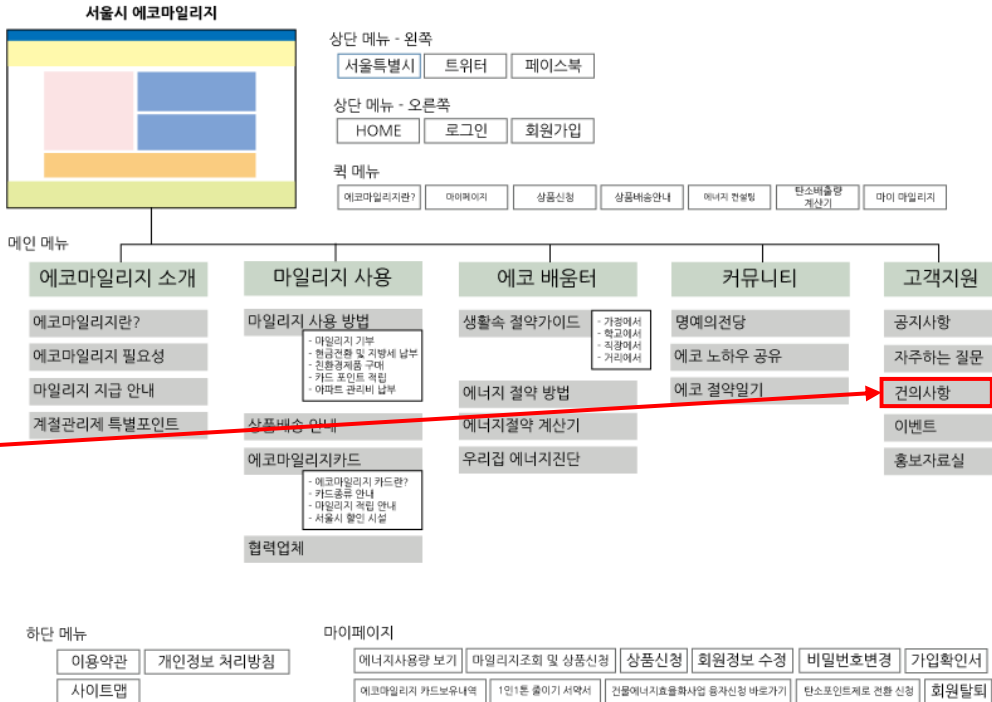 서울시 에코마일리지
상단 메뉴 - 왼쪽
서울특별시 트위터 페이스북
상단 메뉴 - 오른쪽
HOME 로그인 회원가입
퀵 메뉴
에코마일리지란? 마이페이지 상품신청 상품배송안내 에너지 컨설팅 탄소배출량 계산기 마이 마일리지
메인 메뉴
에코마일리지 소개
에코마일리지란?
에코마일리지 필요성
마일리지 지급 안내
계절관리제 특별포인트
마일리지 사용
마일리지 사용 방법
- 마일리지 기부
- 현금전환 및 지방세 납부
- 친환경제품 구매
- 카드 포인트 적립
- 아파트 관리비 납부
상품배송 안내
에코마일리지카드
- 에코마일리지 카드란?
- 카드종류 안내
- 마일리지 적립 안내
- 서울시 할인 시설
협력업체
에코 배움터
생활속 절약가이드
- 가정에서
- 학교에서
- 직장에서
- 거리에서
에너지 절약 방법
에너지절약 계산기
우리집 에너지진단
커뮤니티
명예의전당
에코 노하우 공유
에코 절약일기
고객지원
공지사항
자주하는 질문
건의사항
이벤트
홍보자료실
하단 메뉴
이용약관 개인정보 처리방침
사이트맵
마이페이지
에너지사용량 보기 마일리지조회 및 상품신청 상품신청 회원정보 수정 비밀번호변경 가입확인서
에코마일리지 카드보유내역 1인1톤 줄이기 서약서 건물에너지효율화사업 융자신청 바로가기 탄소포인트제로 전환 신청 회원탈퇴